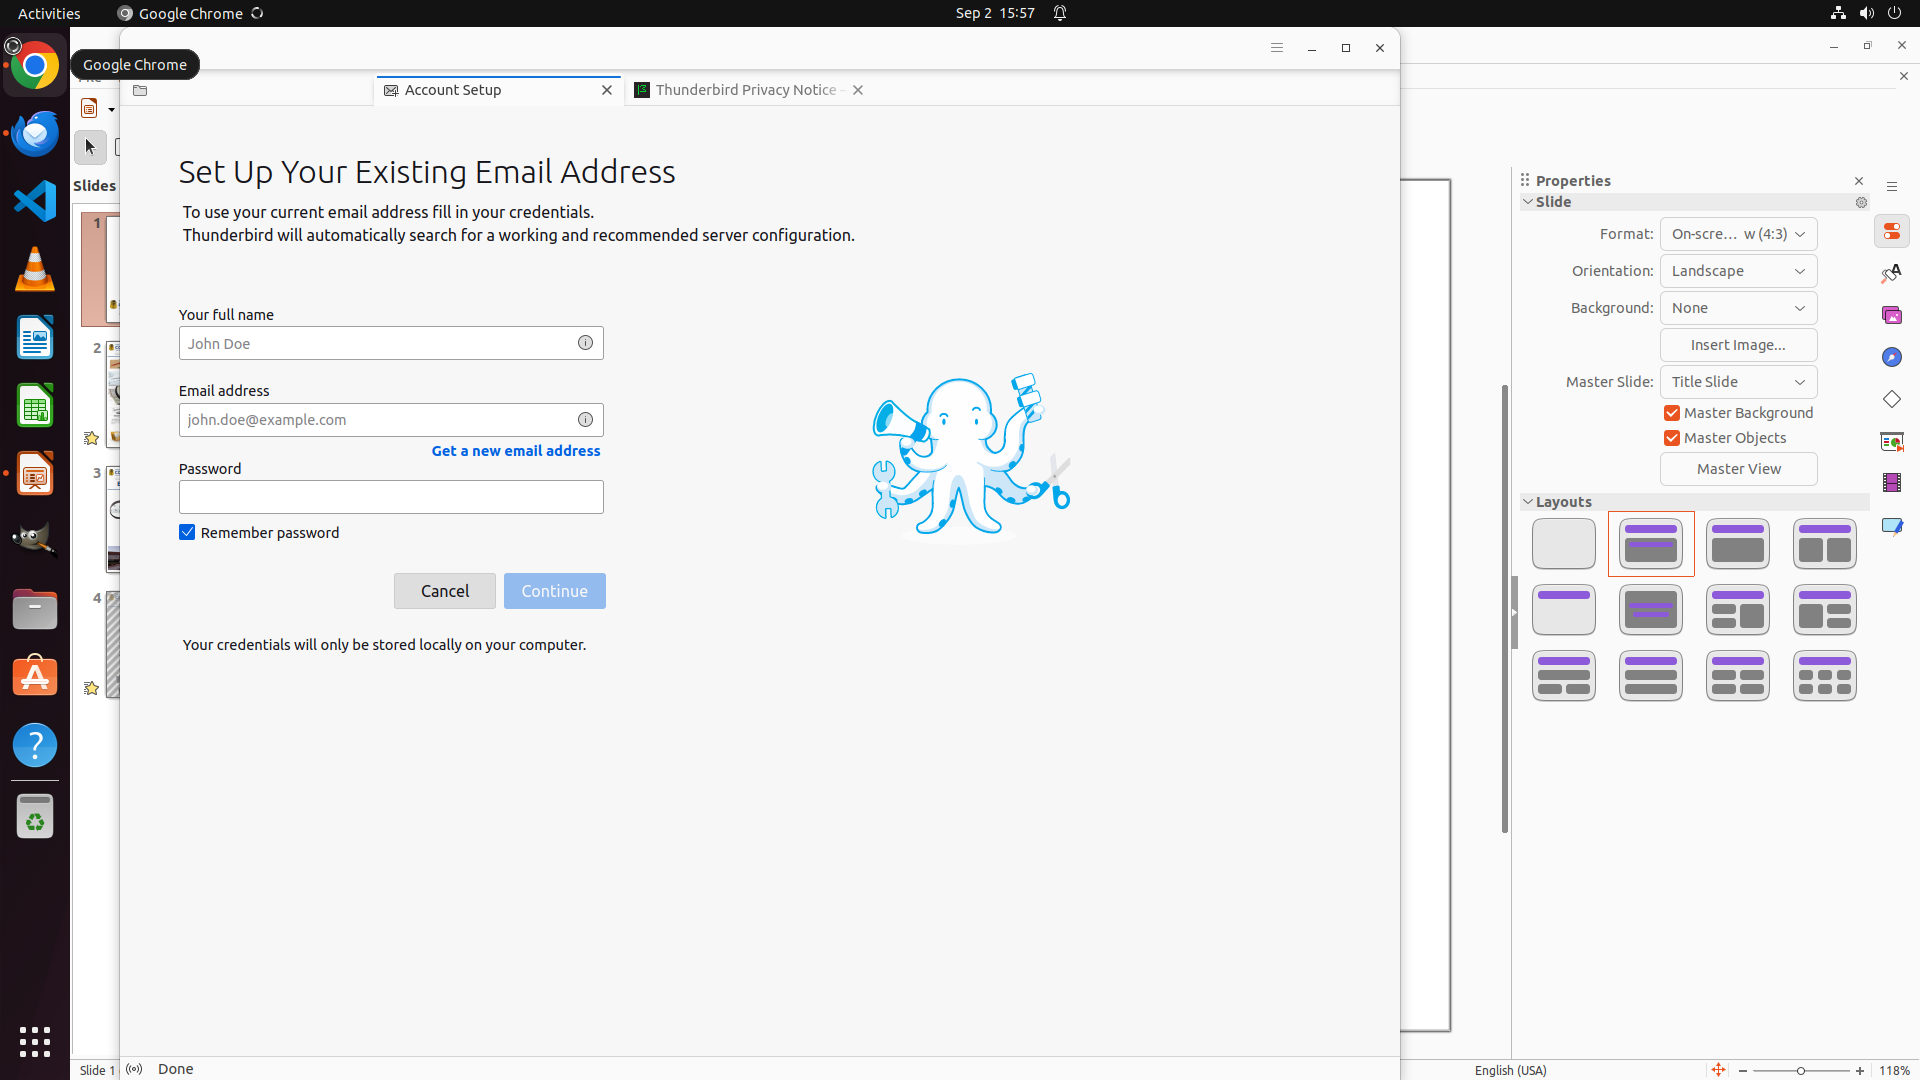 Activities
Google Chrome
Sep 2 15:57
Google Chrome
Account Setup
Thunderbird Privacy Notice
Set Up Your Existing Email Address
To use your current email address fill in your credentials.
Thunderbird will automatically search for a working and recommended server configuration.
Your full name
John Doe
Email address
john.doe@example.com
Get a new email address
Password
Remember password
Cancel
Continue
Your credentials will only be stored locally on your computer.
Done
Slides
1
2
3
4
Slide 1
Properties
Slide
Format:
On-scre... w (4:3)
Orientation:
Landscape
Background:
None
Insert Image...
Master Slide:
Title Slide
Master Background
Master Objects
Master View
Layouts
English (USA)
118%